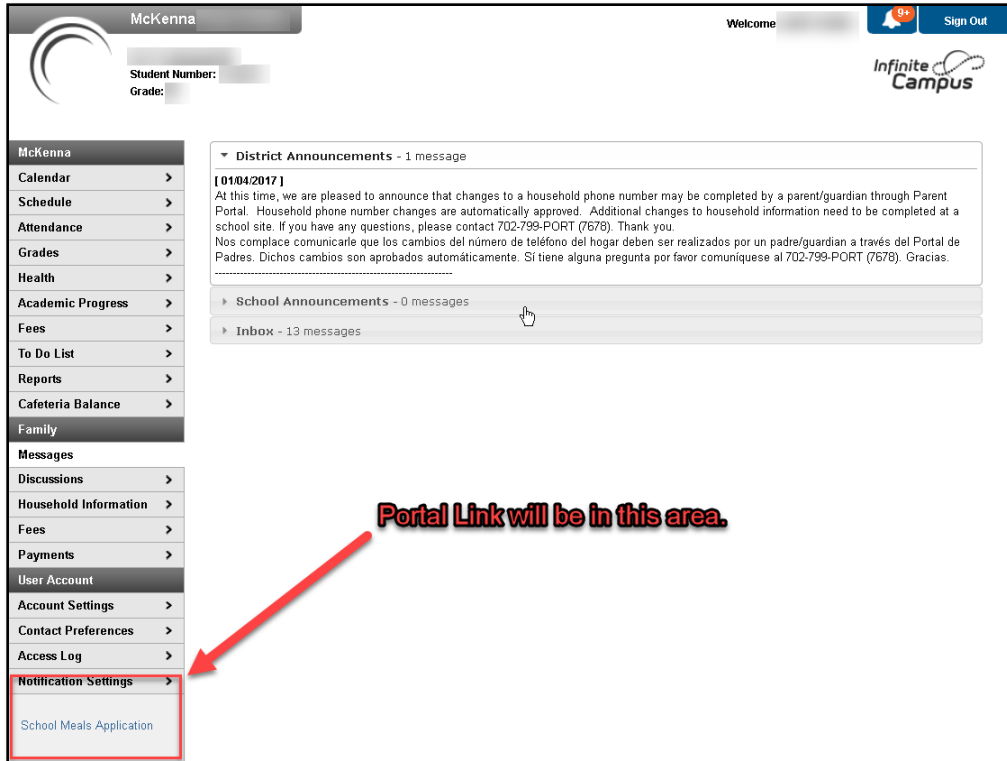 McKenna
Welcome
9+
Sign Out
Student Number:
Grade:
Infinite
Campus
McKenna
Calendar
Schedule
Attendance
Grades
Health
Academic Progress
Fees
To Do List
Reports
Cafeteria Balance
Family
Messages
Discussions
Household Information
Fees
Payments
User Account
Account Settings
Contact Preferences
Access Log
Notification Settings
School Meals Application
District Announcements - 1 message
[ 01/04/2017 ]
At this time, we are pleased to announce that changes to a household phone number may be completed by a parent/guardian through Parent
Portal. Household phone number changes are automatically approved. Additional changes to household information need to be completed at a
school site. If you have any questions, please contact 702-799-PORT (7678). Thank you.
Nos complace comunicarle que los cambios del número de teléfono del hogar deben ser realizados por un padre/guardian a través del Portal de
Padres. Dichos cambios son aprobados automáticamente. Sí tiene alguna pregunta por favor comuníquese al 702-799-PORT (7678). Gracias.
------------------------------------------------------------------
School Announcements - 0 messages
Inbox - 13 messages
Portal Link will be in this area.